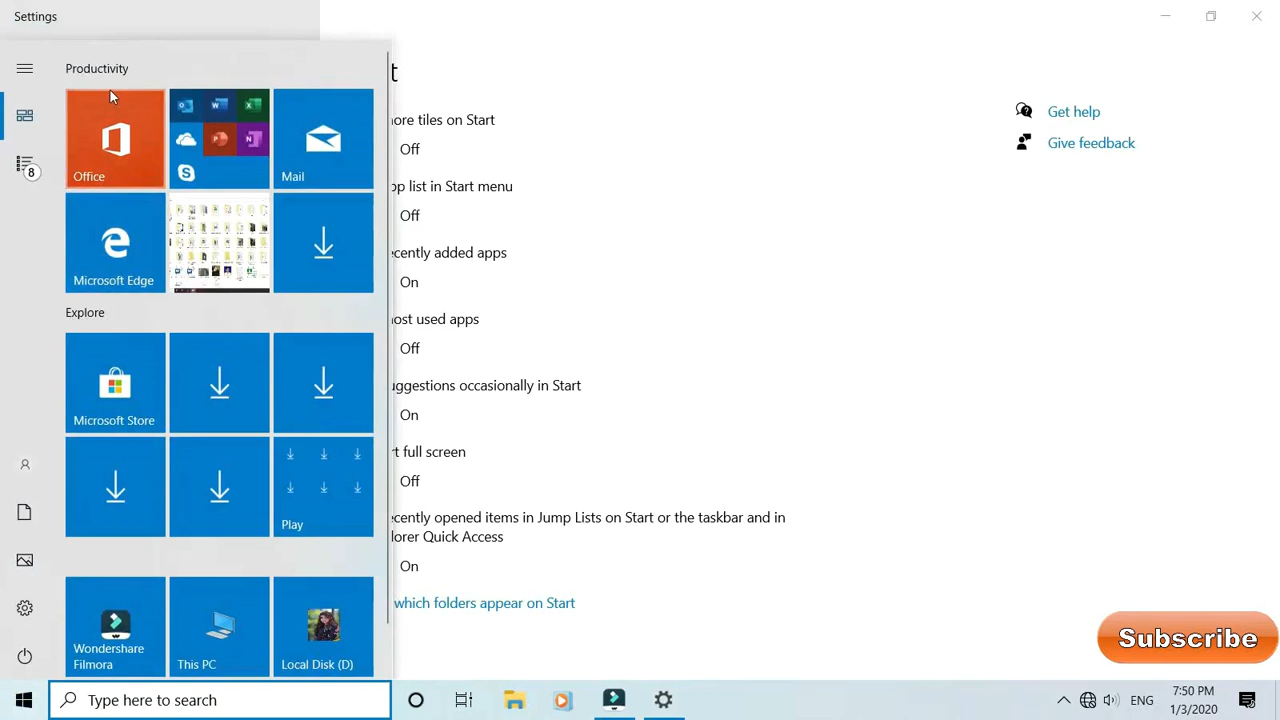 Settings
Productivity
Office
Mail
Microsoft Edge
Explore
Microsoft Store
Play
Wondershare
Filmora
This PC
Local Disk (D)
8
t
ore tiles on Start
Off
pp list in Start menu
Off
ecently added apps
On
ost used apps
Off
uggestions occasionally in Start
On
rt full screen
Off
ecently opened items in Jump Lists on Start or the taskbar and in
lorer Quick Access
On
which folders appear on Start
Get help
Give feedback
Subscribe
Type here to search
ENG
7:50 PM
1/3/2020